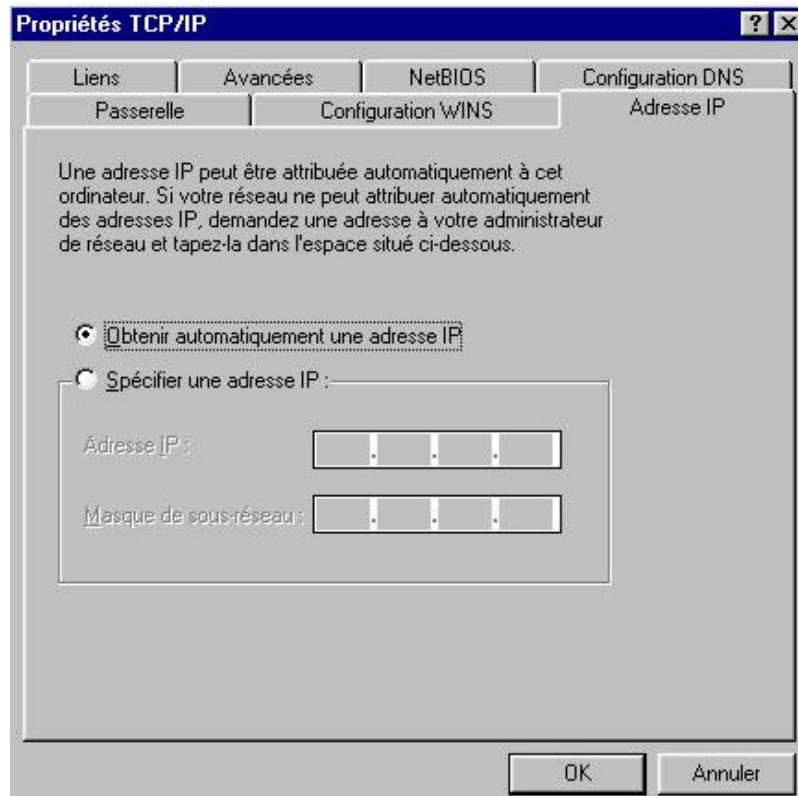 Propriétés TCP/IP
Liens Avancées NetBIOS Configuration DNS
Passerelle Configuration WINS Adresse IP
Une adresse IP peut être attribuée automatiquement à cet
ordinateur. Si votre réseau ne peut attribuer automatiquement
des adresses IP, demandez une adresse à votre administrateur
de réseau et tapez-la dans l'espace situé ci-dessous.
Obtenir automatiquement une adresse IP
Spécifier une adresse IP :
Adresse IP :
Masque de sous-réseau :
OK Annuler